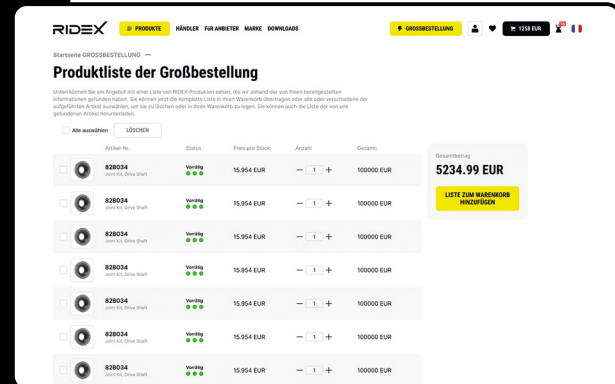 RIDEX
PRODUKTE HÄNDLER FüR ANBIETER MARKE DOWNLOADS GROSSBESTELLUNG 1258 EUR
Startseite GROSSBESTELLUNG —
Produktliste der Großbestellung
Unten können Sie ein Angebot mit einer Liste von RIDEX-Produkten sehen, die wir anhand der von Ihnen bereitgestellten
Informationen gefunden haben. Sie können jetzt die komplette Liste in Ihren Warenkorb übertragen oder alle oder verschiedene der
aufgeführten Artikel auswählen, um sie zu löschen oder in Ihren Warenkorb zu legen. Sie können auch die Liste der von uns
gefundenen Artikel herunterladen.
Alle auswählen LÖSCHEN
Artikel-Nr. Status Preis pro Stück Anzahl Gesamt:
82B034 Vorrätig 15.954 EUR — 1 + 100000 EUR
Joint Kit, Drive Shaft
82B034 Vorrätig 15.954 EUR — 1 + 100000 EUR
Joint Kit, Drive Shaft
82B034 Vorrätig 15.954 EUR — 1 + 100000 EUR
Joint Kit, Drive Shaft
82B034 Vorrätig 15.954 EUR — 1 + 100000 EUR
Joint Kit, Drive Shaft
82B034 Vorrätig 15.954 EUR — 1 + 100000 EUR
Joint Kit, Drive Shaft
82B034 Vorrätig 15.954 EUR — 1 + 100000 EUR
Joint Kit, Drive Shaft
82B034 Vorrätig 15.954 EUR — 1 + 100000 EUR
Joint Kit, Drive Shaft
Gesamtbetrag
5234.99 EUR
LISTE ZUM WARENKORB
HINZUFÜGEN